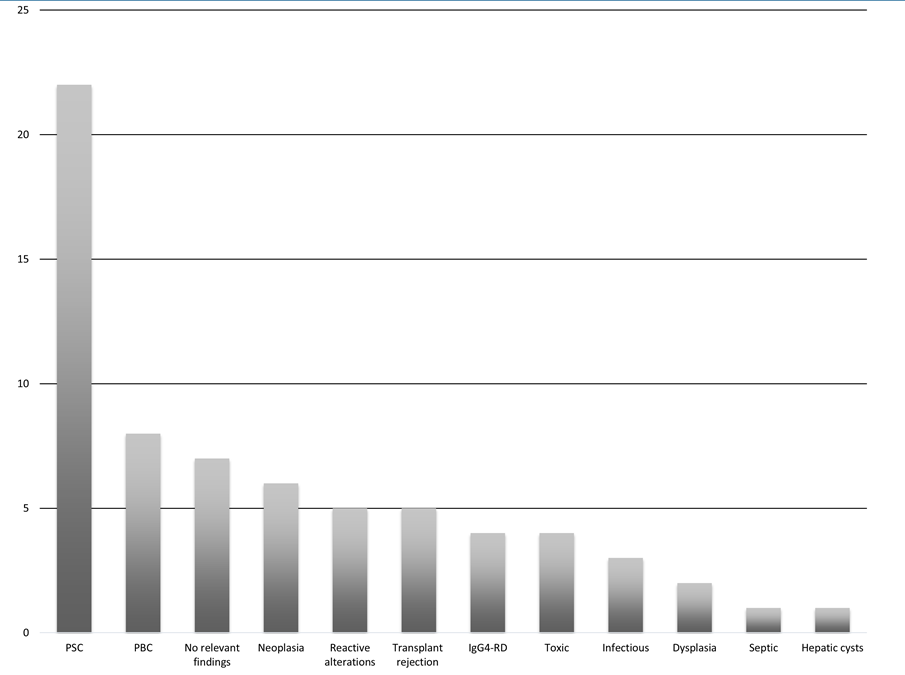 25
20
15
10
5
0
PSC
PBC
No relevant
findings
Neoplasia
Reactive
alterations
Transplant
rejection
IgG4-RD
Toxic
Infectious
Dysplasia
Septic
Hepatic cysts